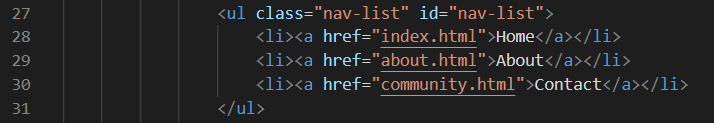 27 <ul class="nav-list" id="nav-list">
28 <li><a href="index.html">Home</a></li>
29 <li><a href="about.html">About</a></li>
30 <li><a href="community.html">Contact</a></li>
31 </ul>